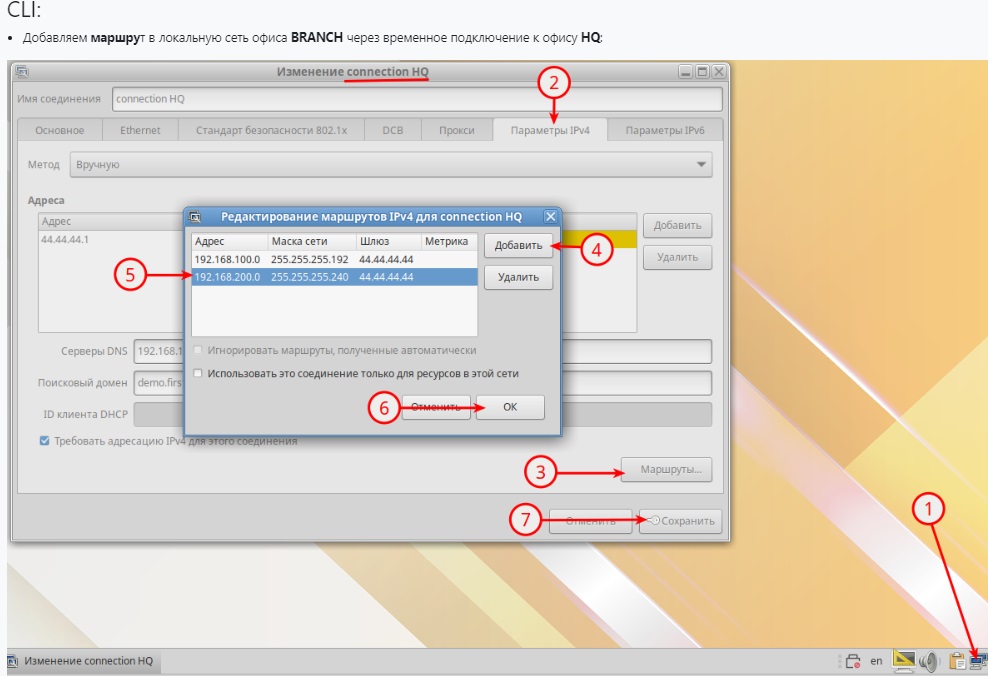 CLI:
• Добавляем маршрут в локальную сеть офиса BRANCH через временное подключение к офису HQ:
Изменение connection HQ
2
Имя соединения connection HQ
Основное Ethernet Стандарт безопасности 802.1x DCB Прокси Параметры IPv4 Параметры IPv6
Метод Вручную
Адреса
Адрес
Добавить
44.44.44.1
Удалить
Редактирование маршрутов IPv4 для connection HQ
Адрес Маска сети Шлюз Метрика
Добавить
4
192.168.100.0 255.255.255.192 44.44.44.44
5
192.168.200.0 255.255.255.240 44.44.44.44
Удалить
Игнорировать маршруты, полученные автоматически
Использовать это соединение только для ресурсов в этой сети
6
Отменить
ОК
Серверы DNS 192.168.1
Поисковый домен demo.firs
ID клиента DHCP
Требовать адресацию IPv4 для этого соединения
3
Маршруты...
7
Отменить
Сохранить
1
Изменение connection HQ
en